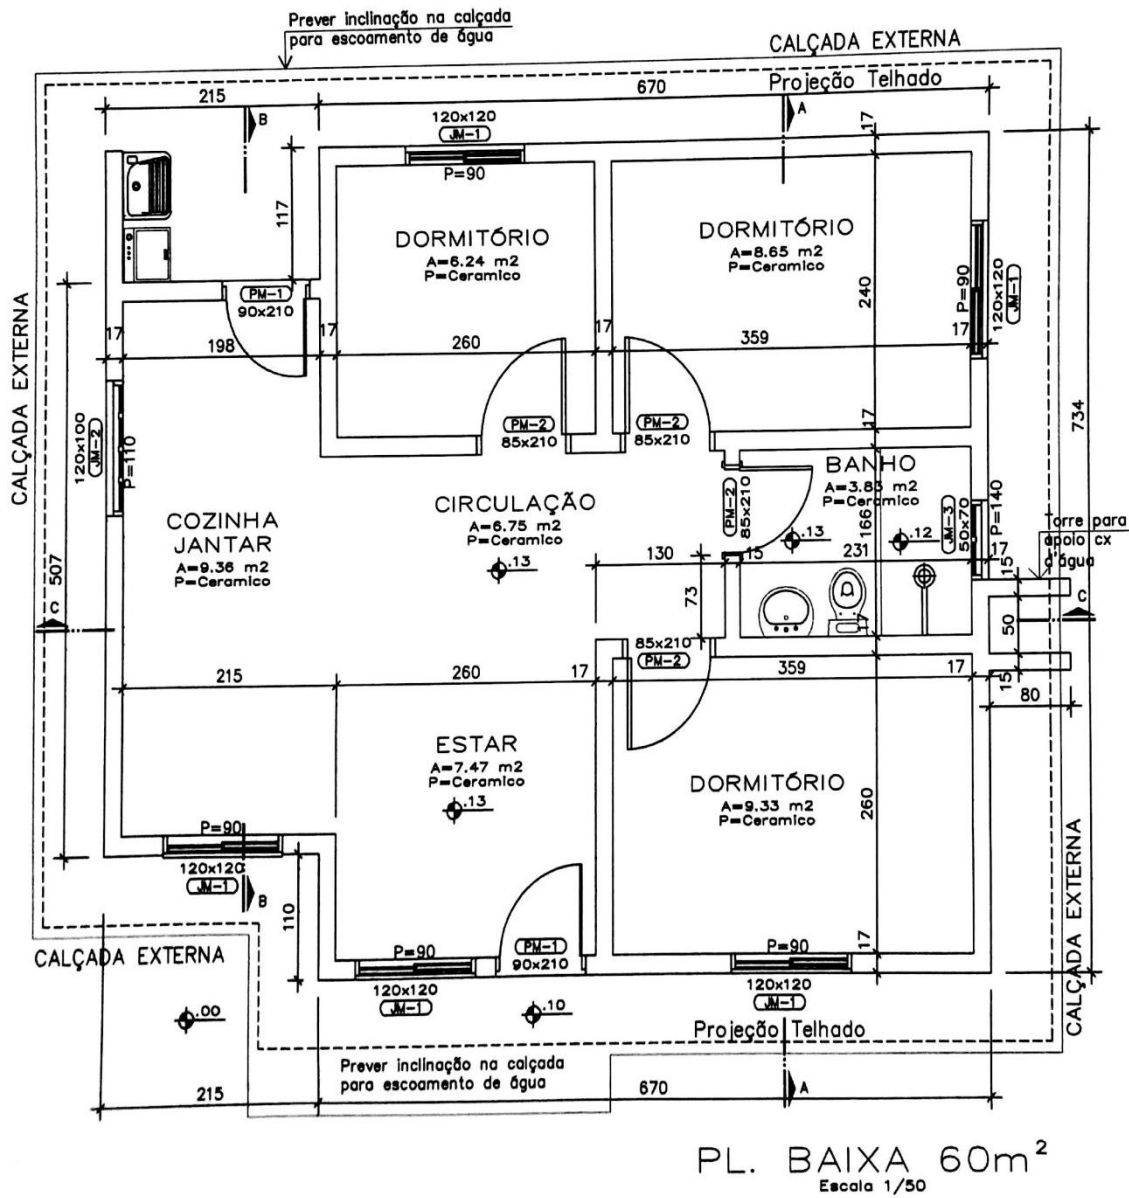 Prever inclinação na calçada
para escoamento de água
CALÇADA EXTERNA
Projeção Telhado
215
670
B
A
120x120
JM-1
P=90
17
117
DORMITÓRIO
A=6.24 m2
P=Ceramico
DORMITÓRIO
A=8.65 m2
P=Ceramico
240
P=90
120x120
JM-1
PM-1
90x210
CALÇADA EXTERNA
17
198
17
260
17
359
17
734
PM-2
85x210
PM-2
85x210
17
120x100
JM-2
P=110
BANHO
A=3.83 m2
P=Ceramico
PM-2
85x210
166
JM-3
50x70
P=140
COZINHA
JANTAR
A=9.36 m2
P=Ceramico
CIRCULAÇÃO
A=6.75 m2
P=Ceramico
.13
.13
.12
Torre para
apoio cx
d'água
507
130
15
231
17
15
73
C
C
50
85x210
PM-2
17
215
260
17
359
17
15
80
ESTAR
A=7.47 m2
P=Ceramico
.13
DORMITÓRIO
A=9.33 m2
P=Ceramico
260
P=90
120x120
JM-1
B
110
CALÇADA EXTERNA
CALÇADA EXTERNA
P=90
PM-1
90x210
P=90
17
120x120
JM-1
120x120
JM-1
.00
.10
Projeção Telhado
Prever inclinação na calçada
para escoamento de água
215
670
A
PL. BAIXA 60m²
Escala 1/50